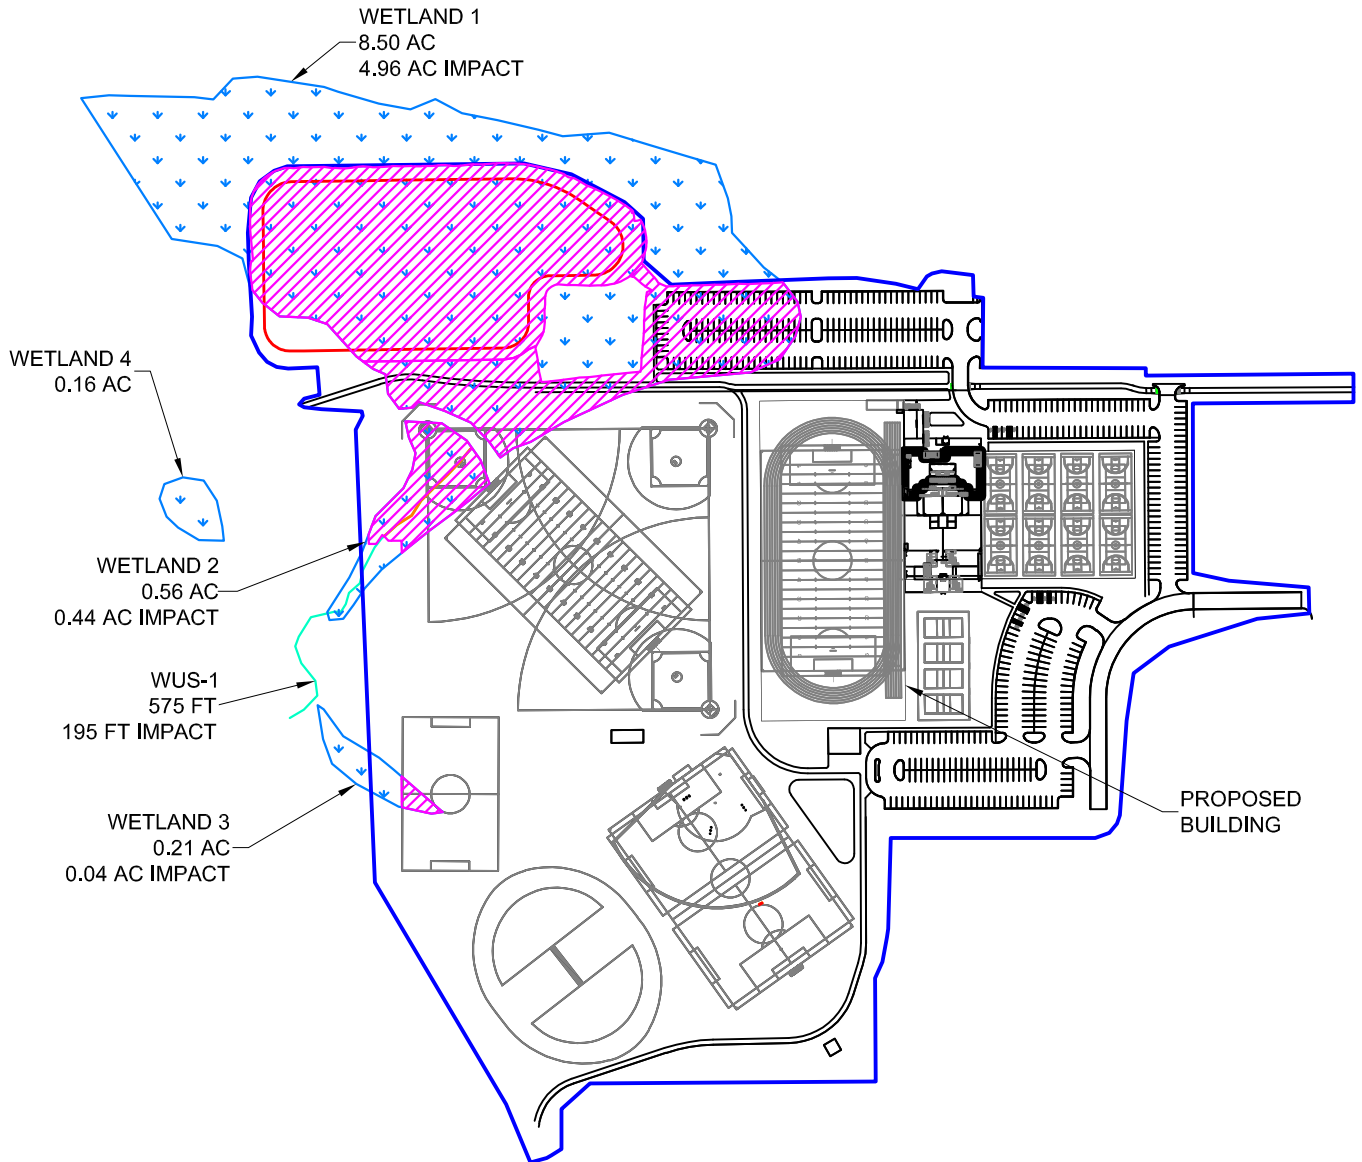 WETLAND 1
8.50 AC
4.96 AC IMPACT
WETLAND 4
0.16 AC
WETLAND 2
0.56 AC
0.44 AC IMPACT
WUS-1
575 FT
195 FT IMPACT
WETLAND 3
0.21 AC
0.04 AC IMPACT
PROPOSED
BUILDING